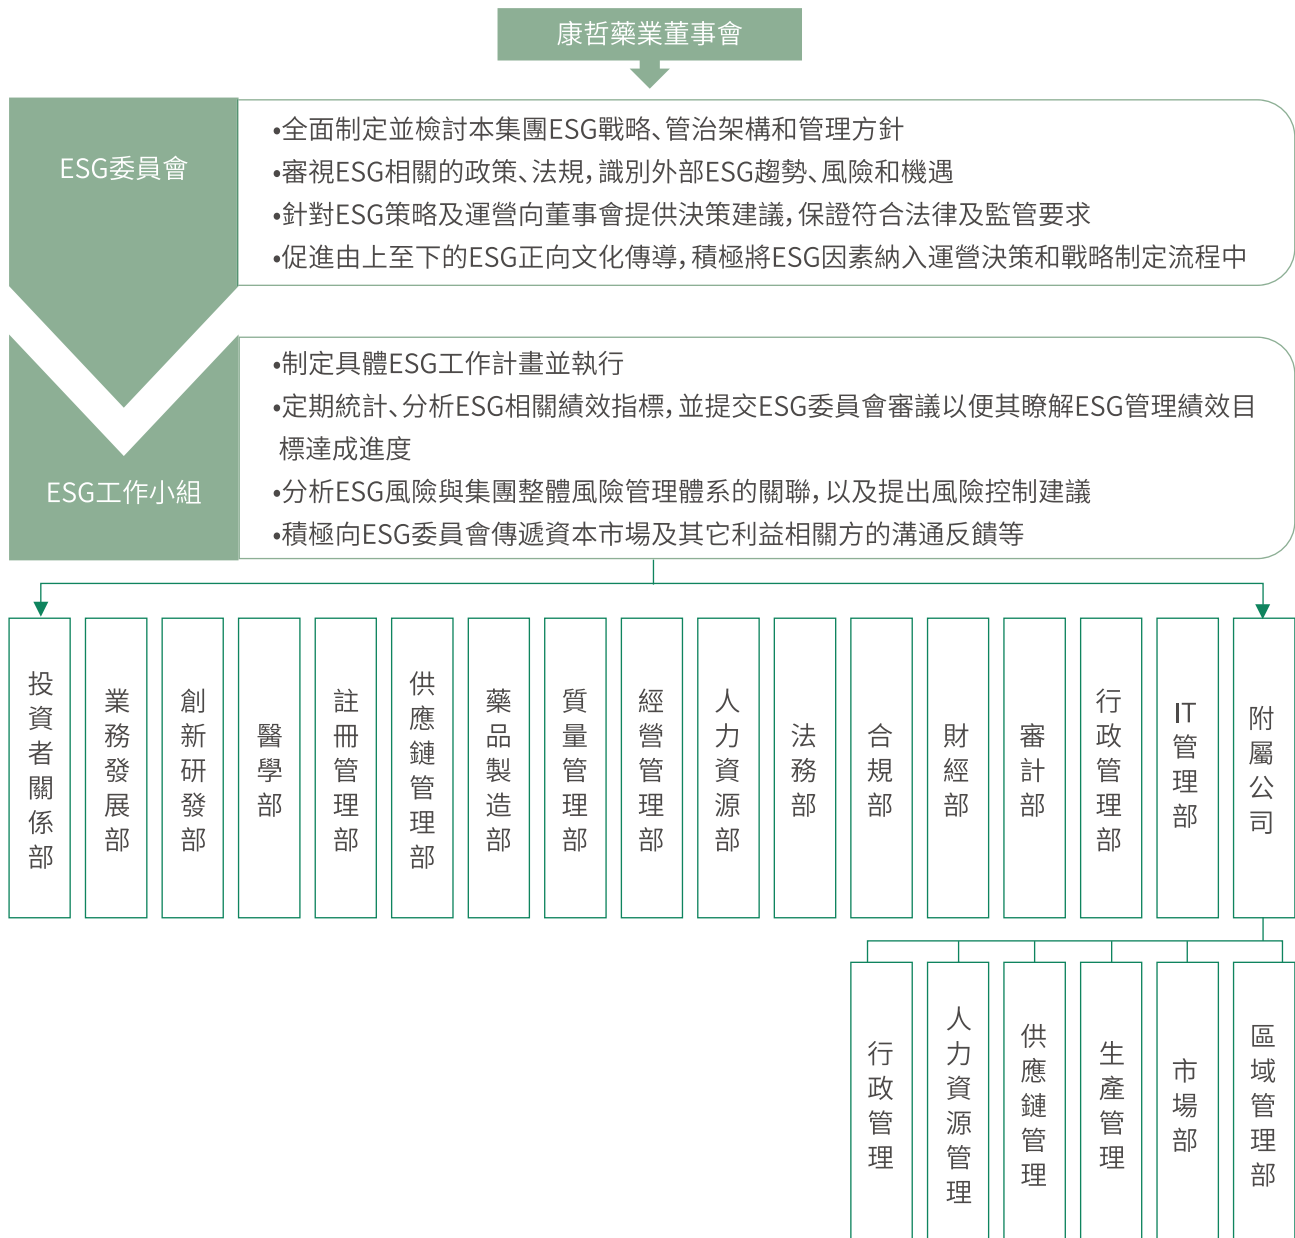 康哲藥業董事會
ESG委員會
•全面制定並檢討本集團ESG戰略、管治架構和管理方針
•審視ESG相關的政策、法規，識別外部ESG趨勢、風險和機遇
•針對ESG策略及運營向董事會提供決策建議，保證符合法律及監管要求
•促進由上至下的ESG正向文化傳導，積極將ESG因素納入運營決策和戰略制定流程中
ESG工作小組
•制定具體ESG工作計畫並執行
•定期統計、分析ESG相關績效指標，並提交ESG委員會審議以便其瞭解ESG管理績效目
標達成進度
•分析ESG風險與集團整體風險管理體系的關聯，以及提出風險控制建議
•積極向ESG委員會傳遞資本市場及其它利益相關方的溝通反饋等
投資者關係部
業務發展部
創新研發部
醫學部
註冊管理部
供應鏈管理部
藥品製造部
質量管理部
經營管理部
人力資源部
法務部
合規部
財經部
審計部
行政管理部
IT管理部
附屬公司
行政管理
人力資源管理
供應鏈管理
生產管理
市場部
區域管理部